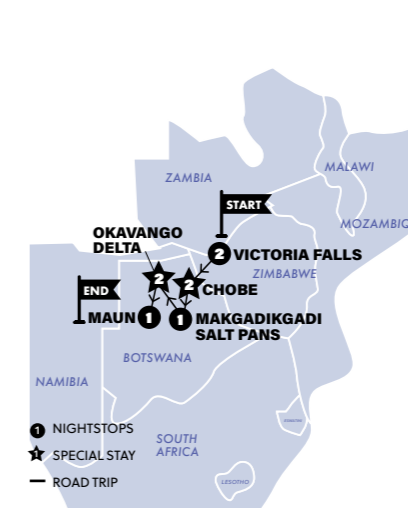 MALAWI
ZAMBIA
START
MOZAMBIQ
OKAVANGO
DELTA
2 VICTORIA FALLS
ZIMBABWE
2
2 CHOBE
END
MAUN 1
1 MAKGADIKGADI
SALT PANS
BOTSWANA
NAMIBIA
1 NIGHTSTOPS
SOUTH
AFRICA
1 SPECIAL STAY
LESOTHO
ROAD TRIP